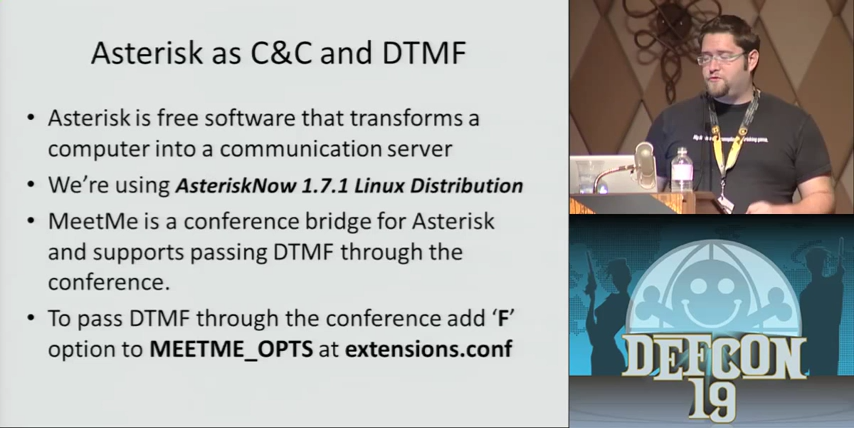 Asterisk as C&C and DTMF
• Asterisk is free software that transforms a
computer into a communication server
• We’re using AsteriskNow 1.7.1 Linux Distribution
• MeetMe is a conference bridge for Asterisk
and supports passing DTMF through the
conference.
• To pass DTMF through the conference add ‘F’
option to MEETME_OPTS at extensions.conf
DEFCON
19